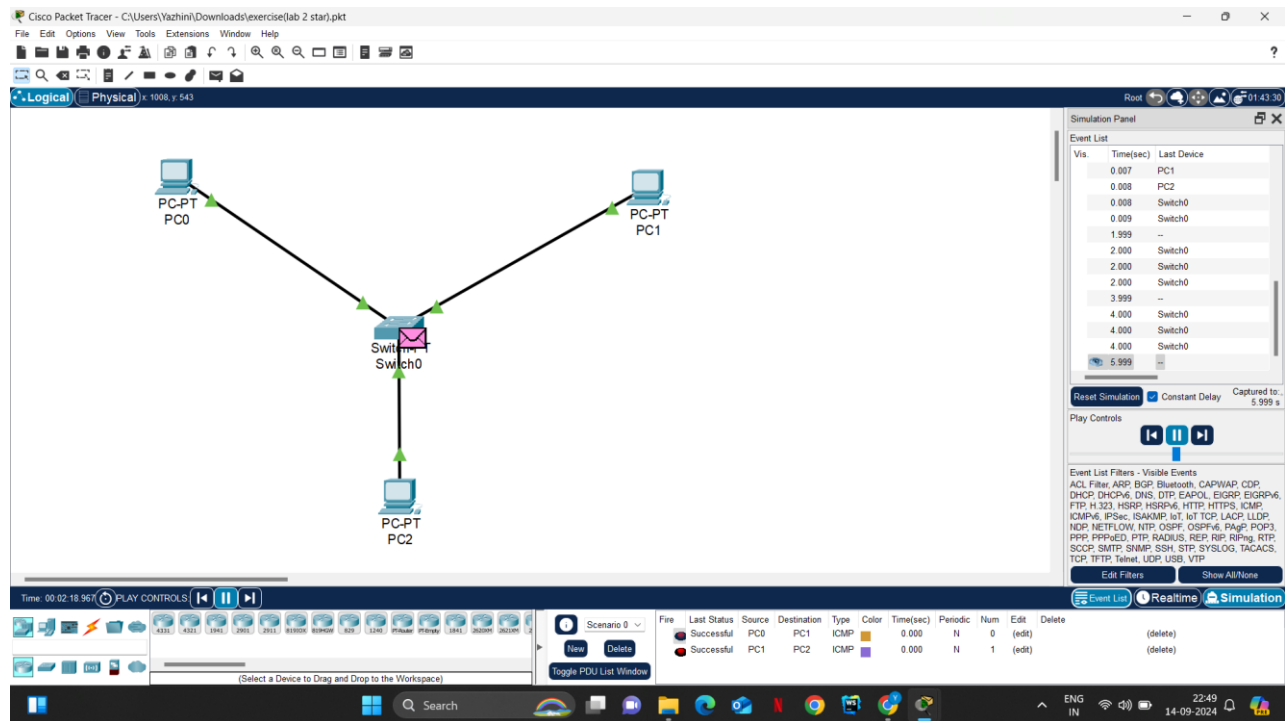 Cisco Packet Tracer - C:\Users\Yazhini\Downloads\exercise(lab 2 star).pkt
File Edit Options View Tools Extensions Window Help
?
Logical Physical x: 1008, y: 543
Root 01:43:30
Simulation Panel
Event List
Vis. Time(sec) Last Device
0.007 PC1
0.008 PC2
0.008 Switch0
0.009 Switch0
1.999 --
2.000 Switch0
2.000 Switch0
2.000 Switch0
3.999 --
4.000 Switch0
4.000 Switch0
4.000 Switch0
5.999 --
Reset Simulation Constant Delay Captured to:
5.999 s
Play Controls
Event List Filters - Visible Events
ACL Filter, ARP, BGP, Bluetooth, CAPWAP, CDP,
DHCP, DHCPv6, DNS, DTP, EAPOL, EIGRP, EIGRPv6,
FTP, H.323, HSRP, HSRPv6, HTTP, HTTPS, ICMP,
ICMPv6, IPSec, ISAKMP, IoT, IoT TCP, LACP, LLDP,
NDP, NETFLOW, NTP, OSPF, OSPFv6, PAgP, POP3,
PPP, PPPoED, PTP, RADIUS, REP, RIP, RIPng, RTP,
SCCP, SMTP, SNMP, SSH, STP, SYSLOG, TACACS,
TCP, TFTP, Telnet, UDP, USB, VTP
Edit Filters Show All/None
PC-PT
PC0
PC-PT
PC1
Switch0
PC-PT
PC2
Time: 00:02:18.967 PLAY CONTROLS:
Event List Realtime Simulation
4331 4321 1941 2901 2911 819IOX 819HGW 829 1240 PT-Router PT-Empty 1841 2620XM 2621XM
(Select a Device to Drag and Drop to the Workspace)
Scenario 0
New Delete
Toggle PDU List Window
Fire Last Status Source Destination Type Color Time(sec) Periodic Num Edit Delete
Successful PC0 PC1 ICMP 0.000 N 0 (edit) (delete)
Successful PC1 PC2 ICMP 0.000 N 1 (edit) (delete)
Search
ENG
IN
22:49
14-09-2024